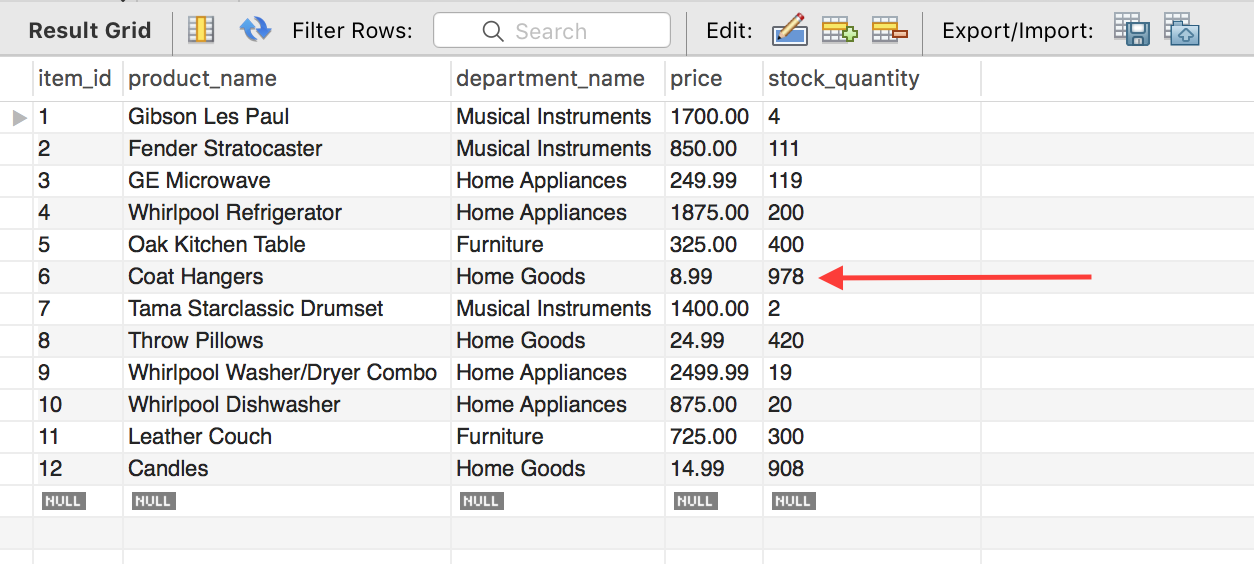 Result Grid Filter Rows: Search Edit: Export/Import:
item_id product_name department_name price stock_quantity
1 Gibson Les Paul Musical Instruments 1700.00 4
2 Fender Stratocaster Musical Instruments 850.00 111
3 GE Microwave Home Appliances 249.99 119
4 Whirlpool Refrigerator Home Appliances 1875.00 200
5 Oak Kitchen Table Furniture 325.00 400
6 Coat Hangers Home Goods 8.99 978
7 Tama Starclassic Drumset Musical Instruments 1400.00 2
8 Throw Pillows Home Goods 24.99 420
9 Whirlpool Washer/Dryer Combo Home Appliances 2499.99 19
10 Whirlpool Dishwasher Home Appliances 875.00 20
11 Leather Couch Furniture 725.00 300
12 Candles Home Goods 14.99 908
NULL NULL NULL NULL NULL